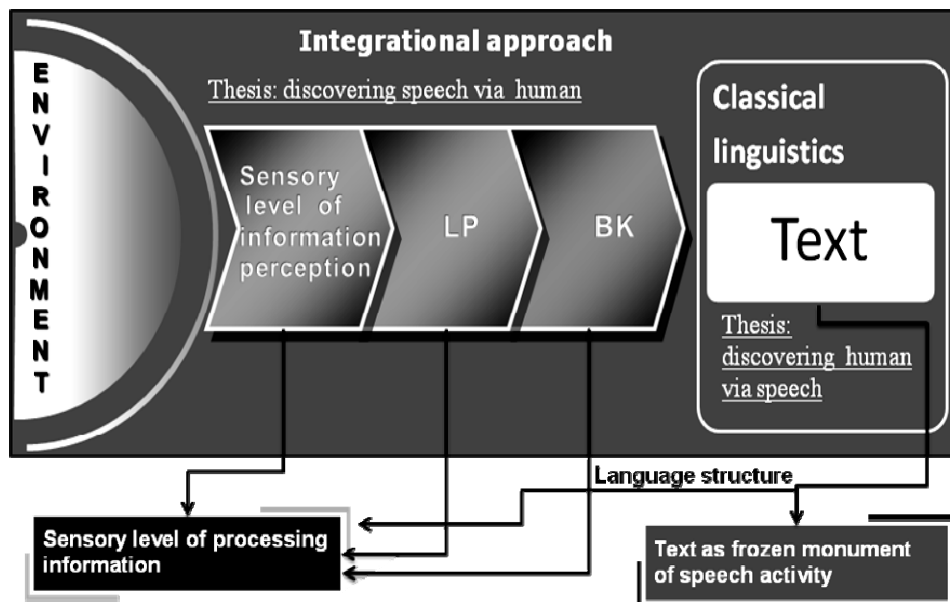 Integrational approach
Thesis: discovering speech via human
ENVIRONMENT
Sensory
level of
information
perception
LP
BK
Classical
linguistics
Text
Thesis:
discovering human
via speech
Language structure
Sensory level of processing
information
Text as frozen monument
of speech activity